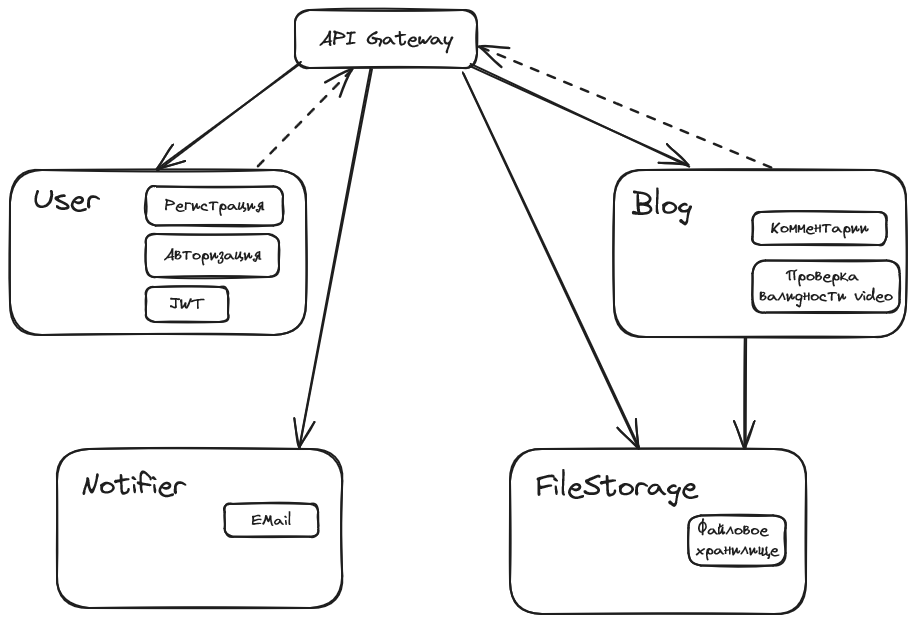 API Gateway
User
Регистрация
Авторизация
JWT
Blog
Комментарии
Проверка
валидности video
Notifier
EMail
FileStorage
Файловое
хранилище